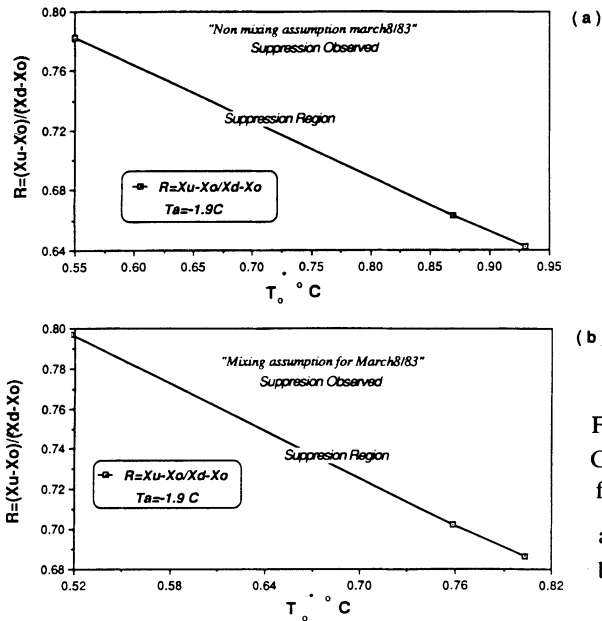 (a)
"Non mixing assumption march8/83"
Suppression Observed
Suppression Region
R=Xu-Xo/Xd-Xo
Ta=-1.9C
R=(Xu-Xo)/(Xd-Xo)
0.80
0.76
0.72
0.68
0.64
0.55 0.60 0.65 0.70 0.75 0.80 0.85 0.90 0.95
T o ° C
(b
"Mixing assumption for March8/83"
Suppresion Observed
Suppresion Region
R=Xu-Xo/Xd-Xo
Ta=-1.9 C
R=(Xu-Xo)/(Xd-Xo)
0.80
0.78
0.76
0.74
0.72
0.70
0.68
0.52 0.58 0.64 0.70 0.76 0.82
T o ° C